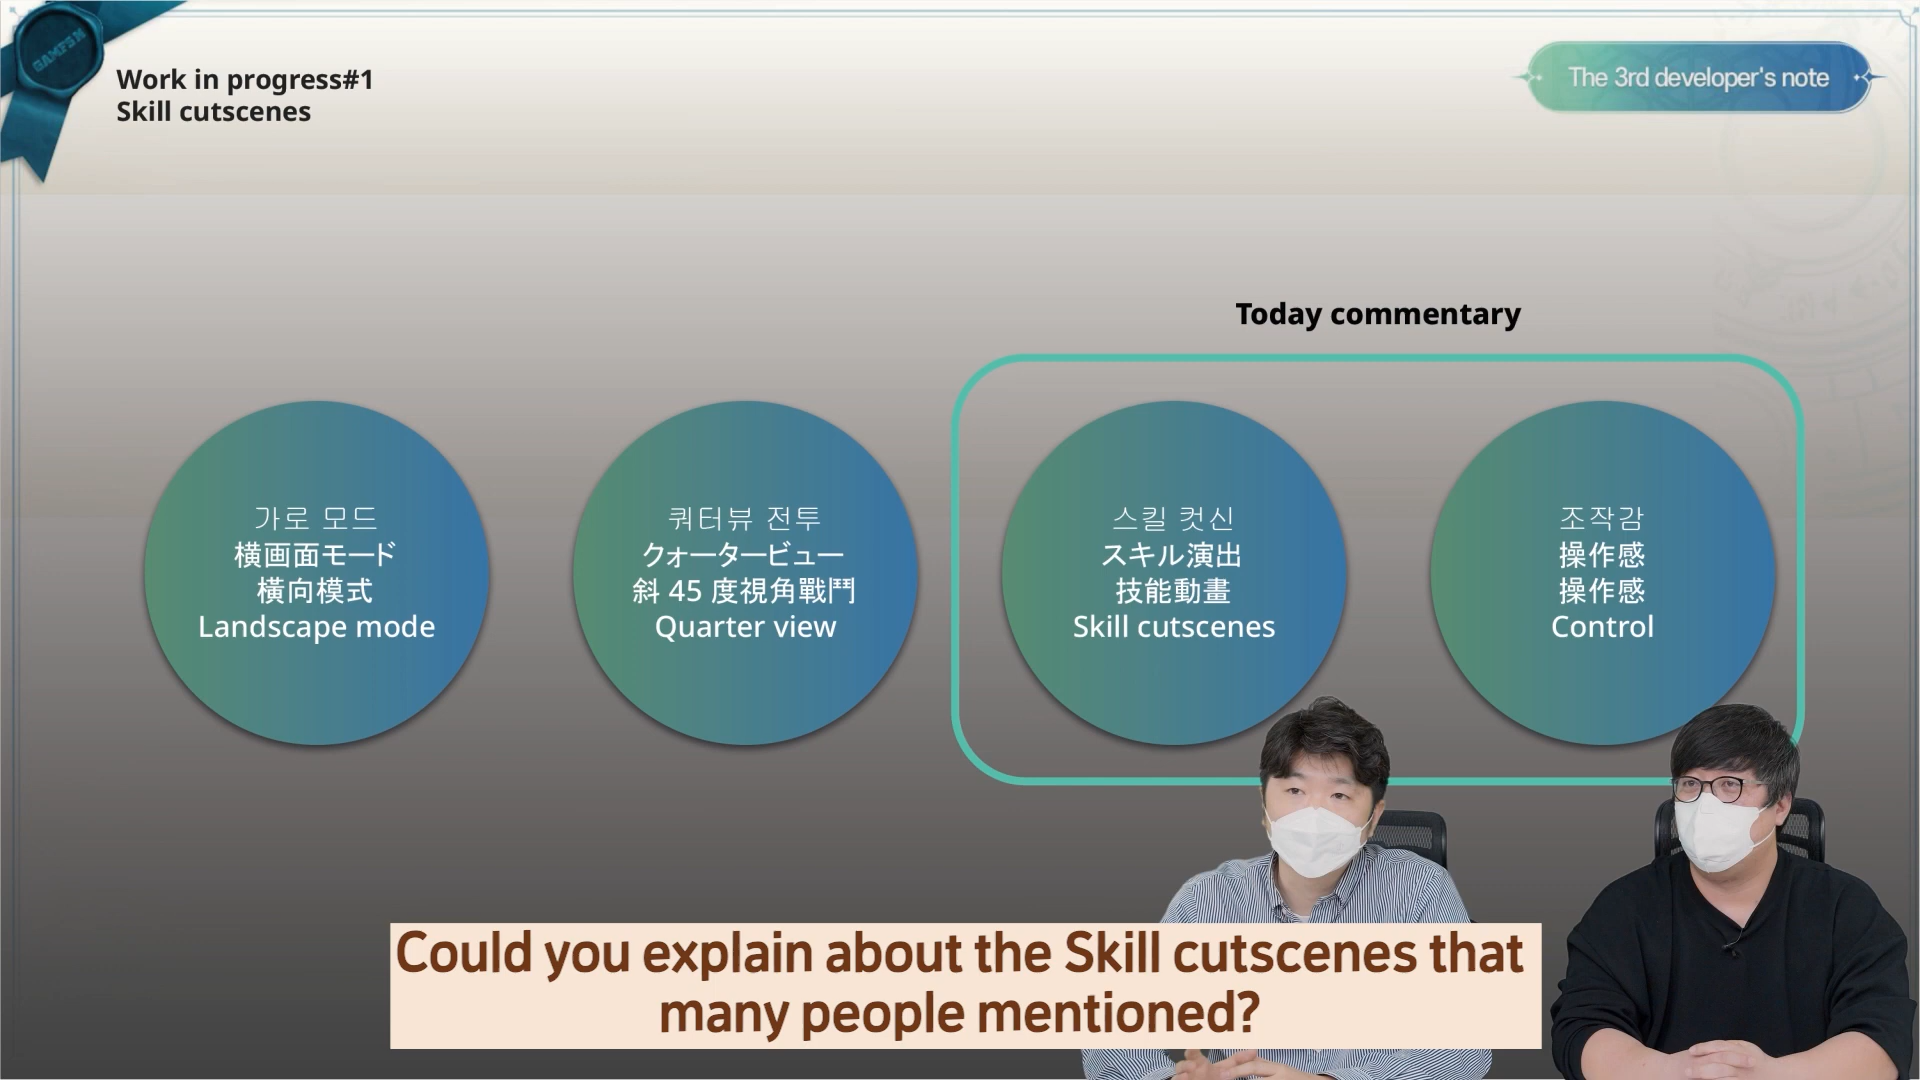 GAMFS N
Work in progress#1
Skill cutscenes
The 3rd developer's note
Today commentary
가로 모드
横画面モード
橫向模式
Landscape mode
쿼터뷰 전투
クォータービュー
斜 45 度視角戰鬥
Quarter view
스킬 컷신
スキル演出
技能動畫
Skill cutscenes
조작감
操作感
操作感
Control
Could you explain about the Skill cutscenes that
many people mentioned?